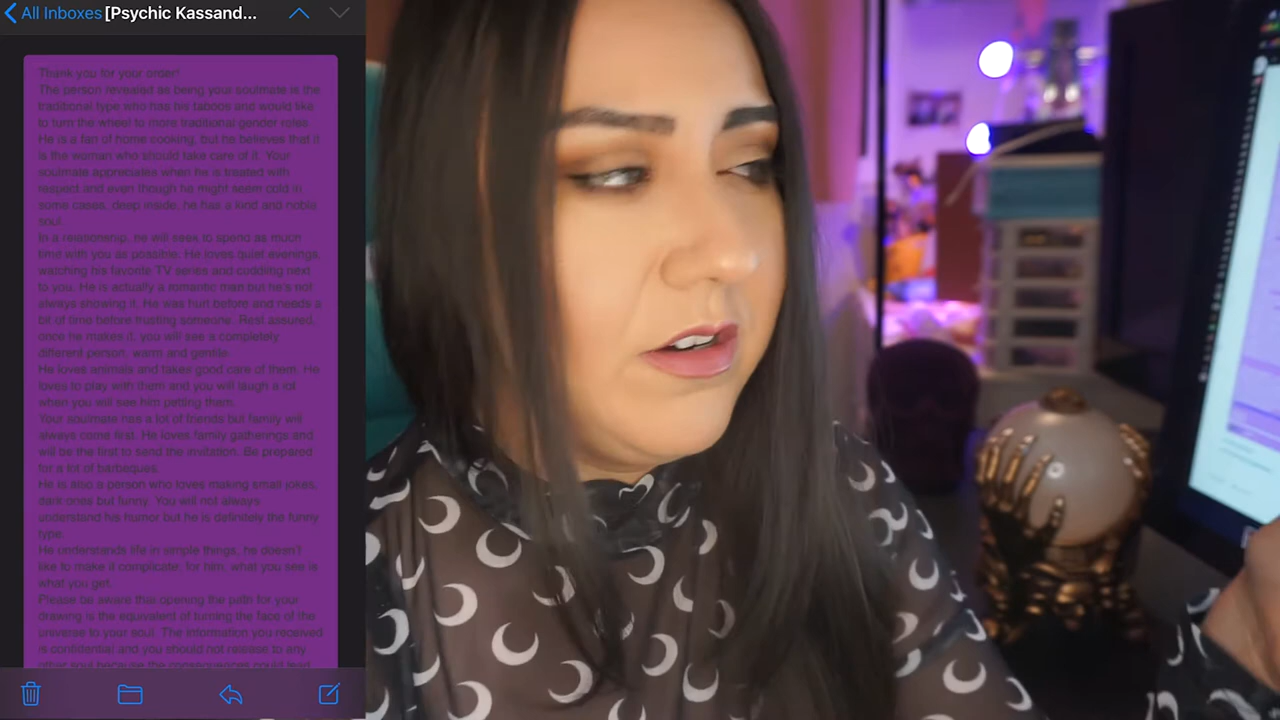 All Inboxes [Psychic Kassand...
Thank you for your order!
The person revealed as being your soulmate is the
traditional type who has his taboos and would like
to turn the wheel to more traditional gender roles.
He is a fan of home cooking, but he believes that it
is the woman who should take care of it. Your
soulmate appreciates when he is treated with
respect and even though he might seem cold in
some cases, deep inside, he has a kind and noble
soul.
In a relationship, he will seek to spend as much
time with you as possible. He loves quiet evenings,
watching his favorite TV series and cuddling next
to you. He is actually a romantic man but he's not
always showing it. He was hurt before and needs a
bit of time before trusting someone. Rest assured,
once he makes it, you will see a completely
different person, warm and gentle.
He loves animals and takes good care of them. He
loves to play with them and you will laugh a lot
when you will see him petting them.
Your soulmate has a lot of friends but family will
always come first. He loves family gatherings and
will be the first to send the invitation. Be prepared
for a lot of barbeques.
He is also a person who loves making small jokes,
dark ones but funny. You will not always
understand his humor but he is definitely the funny
type.
He understands life in simple things, he doesn't
like to make it complicate, for him, what you see is
what you get.
Please be aware that opening the path for your
drawing is the equivalent of turning the face of the
universe to your soul. The information you received
is confidential and you should not release to any
other soul because the consequences could lead